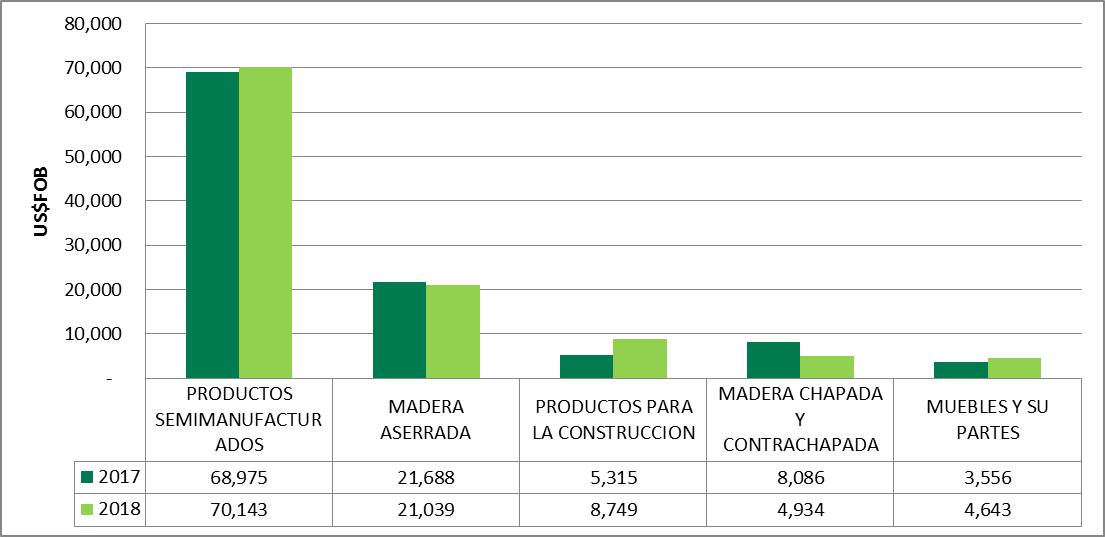 80,000
70,000
60,000
50,000
40,000
30,000
20,000
10,000
-
US$FOB
PRODUCTOS
SEMIMANUFACTUR
ADOS
MADERA
ASERRADA
PRODUCTOS PARA
LA CONSTRUCCION
MADERA CHAPADA
Y
CONTRACHAPADA
MUEBLES Y SU
PARTES
2017 68,975 21,688 5,315 8,086 3,556
2018 70,143 21,039 8,749 4,934 4,643